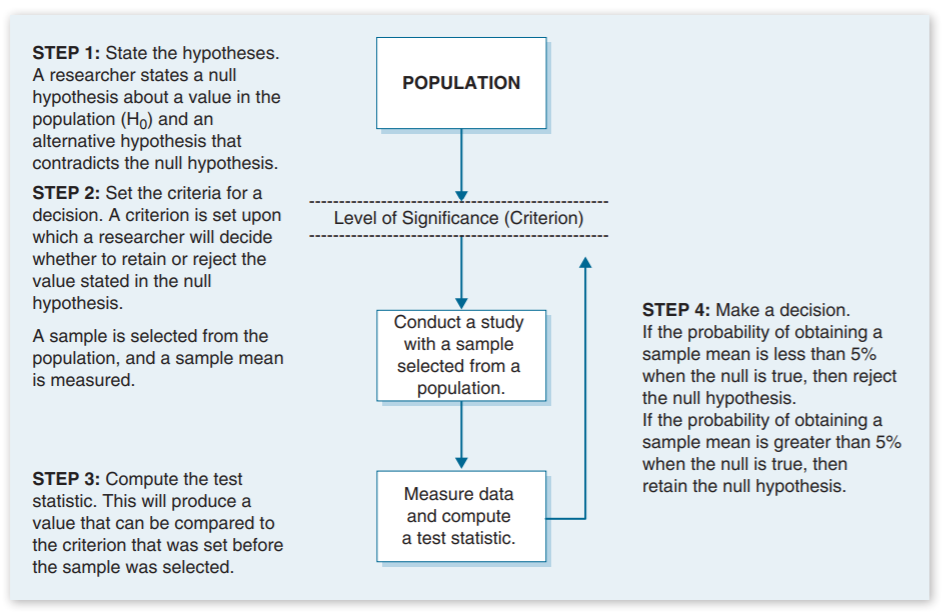 STEP 1: State the hypotheses.
A researcher states a null
hypothesis about a value in the
population (H₀) and an
alternative hypothesis that
contradicts the null hypothesis.
STEP 2: Set the criteria for a
decision. A criterion is set upon
which a researcher will decide
whether to retain or reject the
value stated in the null
hypothesis.
A sample is selected from the
population, and a sample mean
is measured.
STEP 3: Compute the test
statistic. This will produce a
value that can be compared to
the criterion that was set before
the sample was selected.
POPULATION
Level of Significance (Criterion)
Conduct a study
with a sample
selected from a
population.
Measure data
and compute
a test statistic.
STEP 4: Make a decision.
If the probability of obtaining a
sample mean is less than 5%
when the null is true, then reject
the null hypothesis.
If the probability of obtaining a
sample mean is greater than 5%
when the null is true, then
retain the null hypothesis.